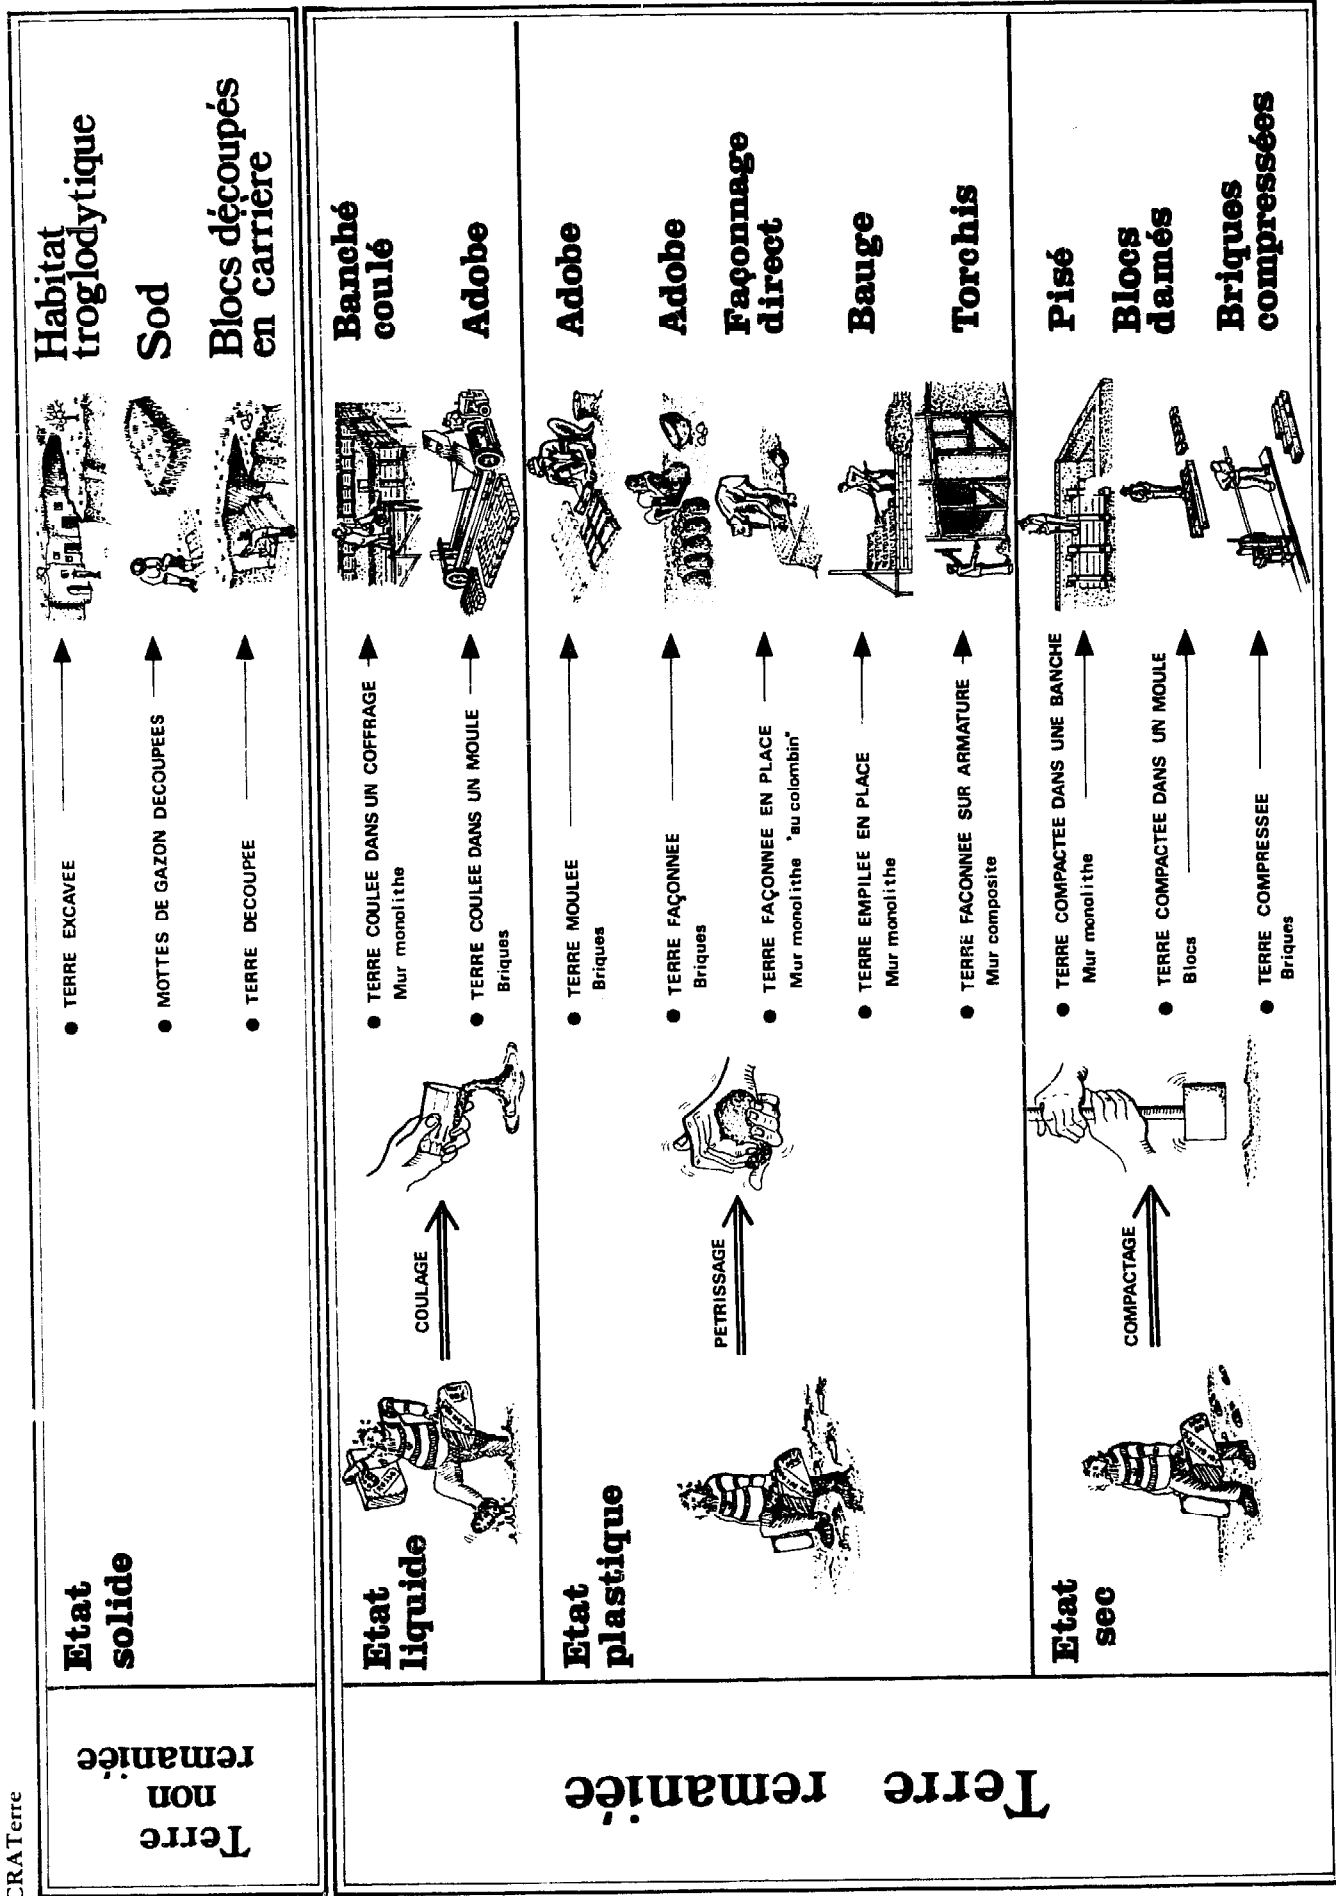 CRATerre
Terre
non
remaniée
Etat
solide
● TERRE EXCAVEE
Habitat
troglodytique
● MOTTES DE GAZON DECOUPEES
Sod
● TERRE DECOUPEE
Blocs découpés
en carrière
Terre remaniée
Etat
liquide
COULAGE
● TERRE COULEE DANS UN COFFRAGE
Mur monolithe
Banché
coulé
● TERRE COULEE DANS UN MOULE
Briques
Adobe
Etat
plastique
PETRISSAGE
● TERRE MOULEE
Briques
Adobe
● TERRE FAÇONNEE
Briques
Adobe
● TERRE FAÇONNEE EN PLACE
Mur monolithe "au colombin"
Façonnage
direct
● TERRE EMPILEE EN PLACE
Mur monolithe
Bauge
● TERRE FACONNEE SUR ARMATURE
Mur composite
Torchis
Etat
sec
COMPACTAGE
● TERRE COMPACTEE DANS UNE BANCHE
Mur monolithe
Pisé
● TERRE COMPACTEE DANS UN MOULE
Blocs
Blocs
damés
● TERRE COMPRESSEE
Briques
Briques
compressées